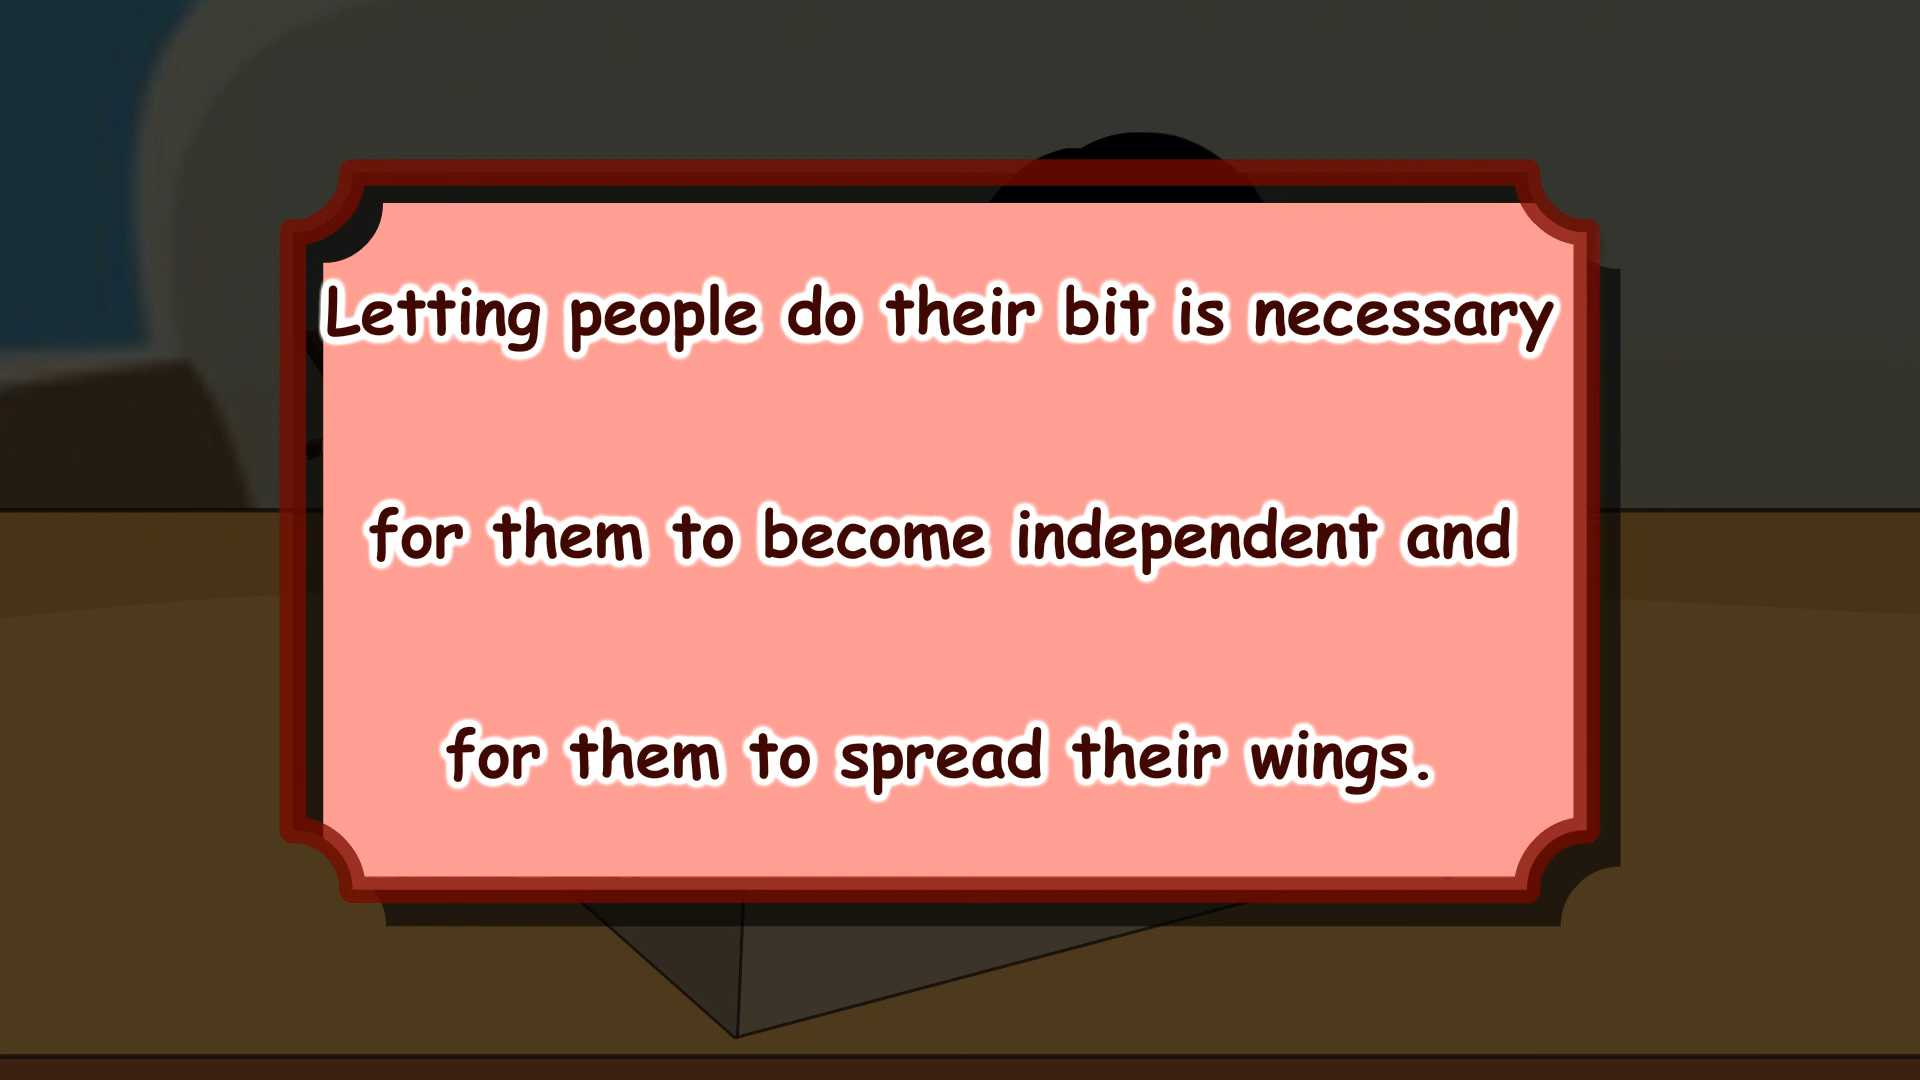 Letting people do their bit is necessary
for them to become independent and
for them to spread their wings.